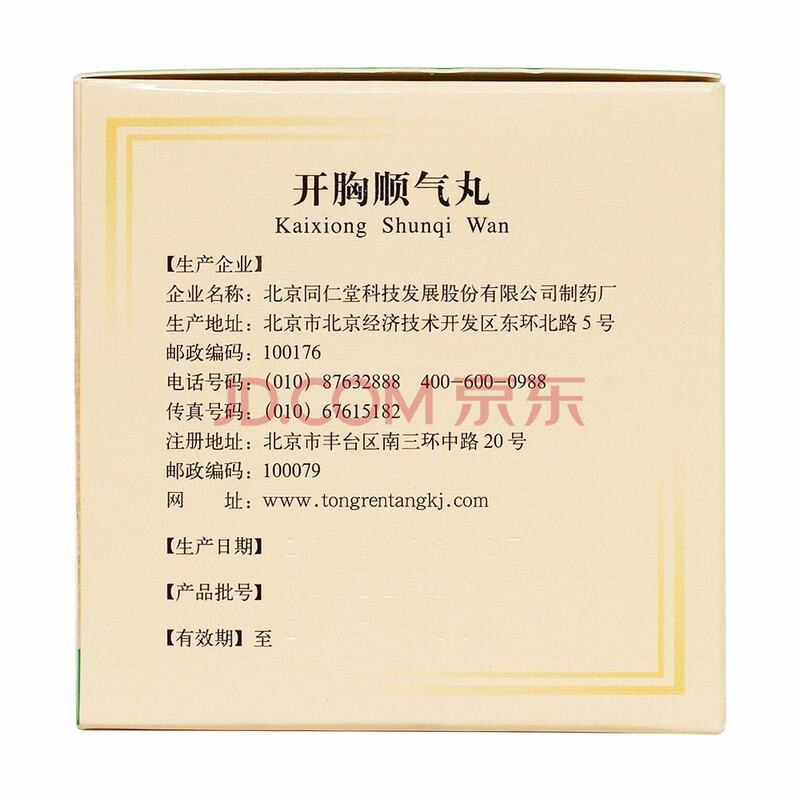 开胸顺气丸
Kaixiong Shunqi Wan
【生产企业】
企业名称：北京同仁堂科技发展股份有限公司制药厂
生产地址：北京市北京经济技术开发区东环北路5号
邮政编码：100176
电话号码：（010）87632888 400-600-0988
传真号码：（010）67615182
JD.COM 京东
注册地址：北京市丰台区南三环中路20号
邮政编码：100079
网 址：www.tongrentangkj.com
【生产日期】
【产品批号】
【有效期】至